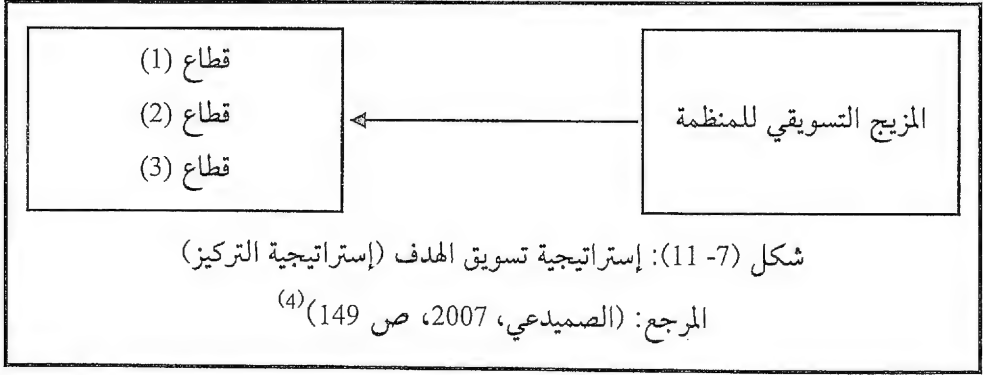 المزيج التسويقي للمنظمة
قطاع (1)
قطاع (2)
قطاع (3)
شكل (7- 11): إستراتيجية تسويق الهدف (إستراتيجية التركيز)
المرجع: (الصميدعي، 2007، ص 149)(4)